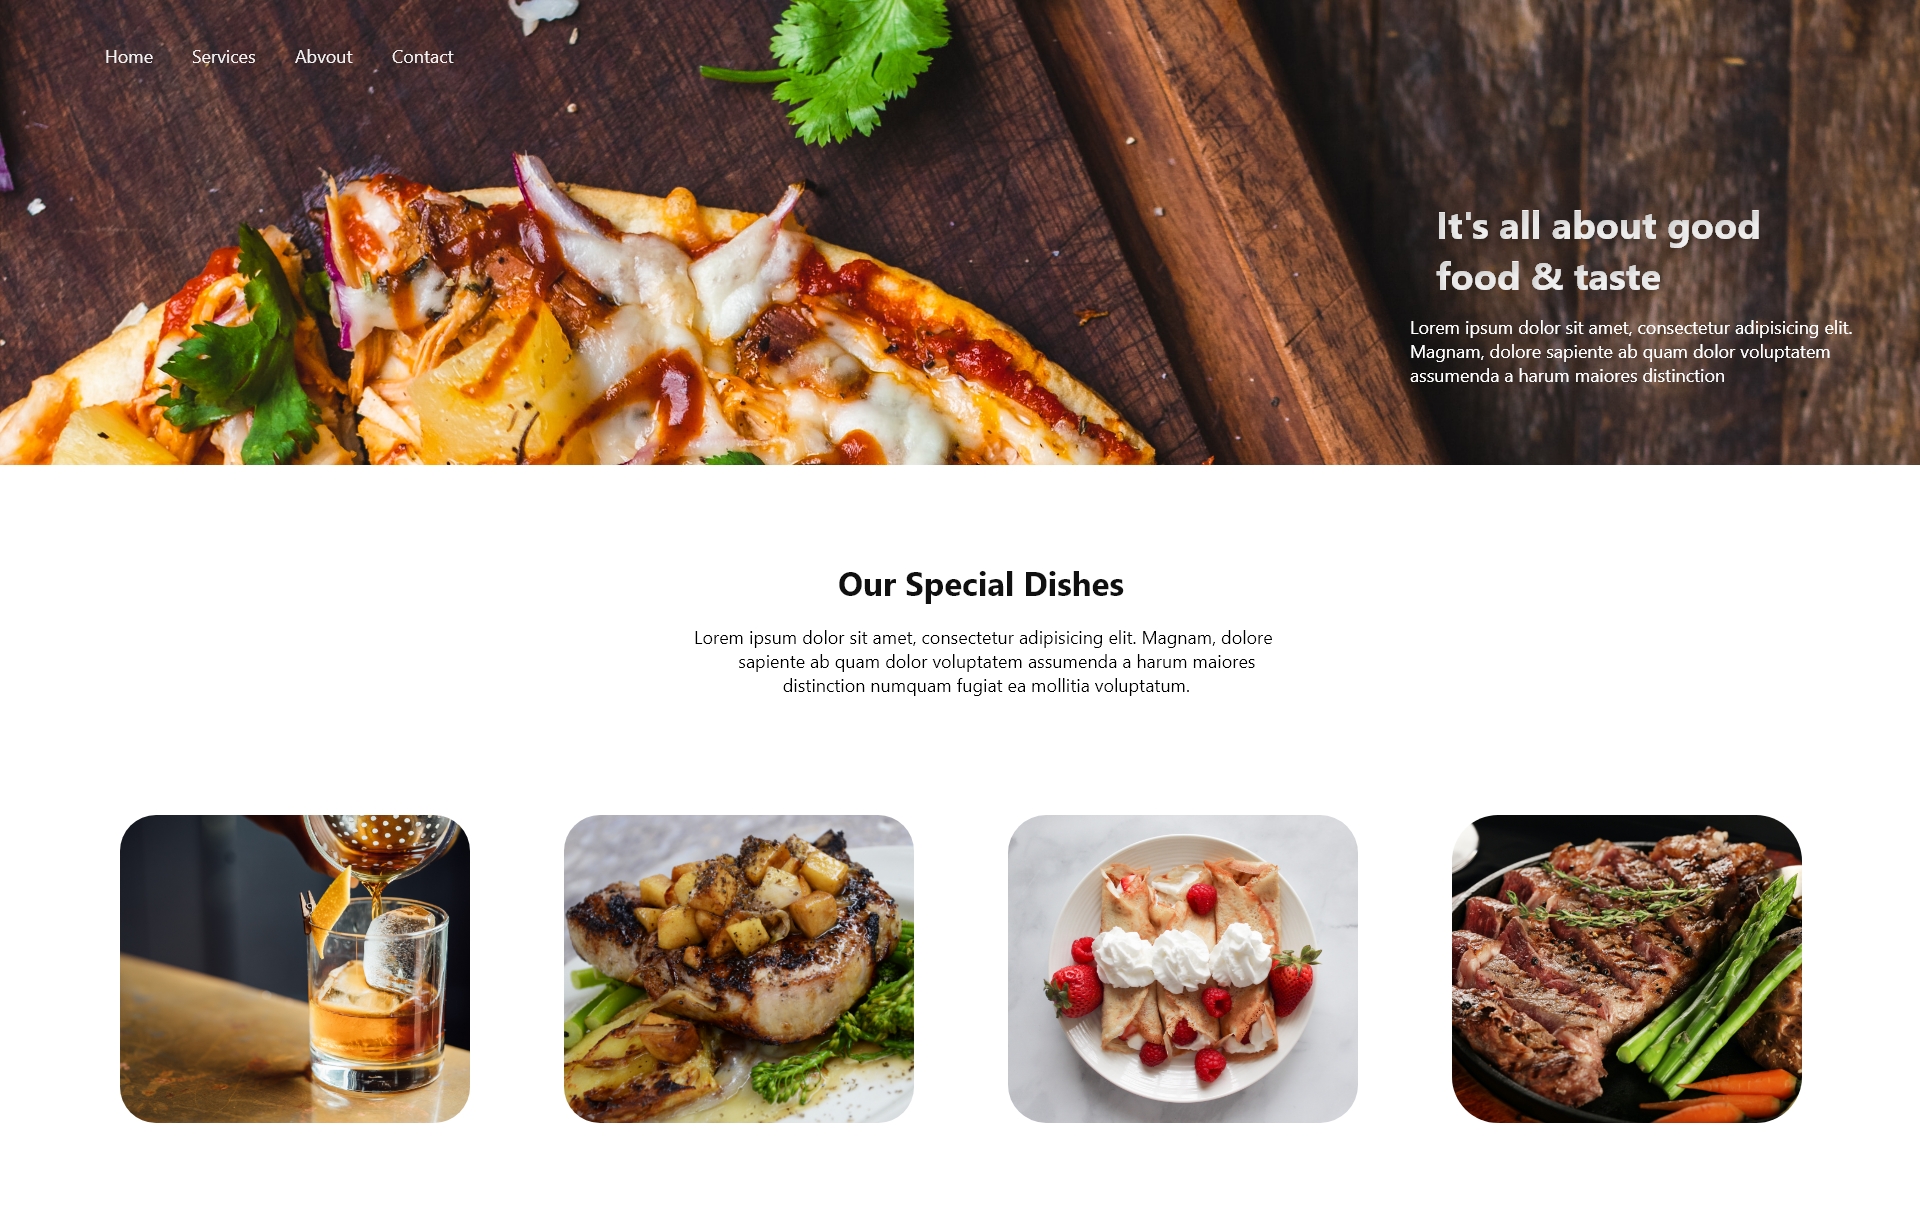 Home Services Abvout Contact
It's all about good
food & taste
Lorem ipsum dolor sit amet, consectetur adipisicing elit.
Magnam, dolore sapiente ab quam dolor voluptatem
assumenda a harum maiores distinction
Our Special Dishes
Lorem ipsum dolor sit amet, consectetur adipisicing elit. Magnam, dolore
sapiente ab quam dolor voluptatem assumenda a harum maiores
distinction numquam fugiat ea mollitia voluptatum.